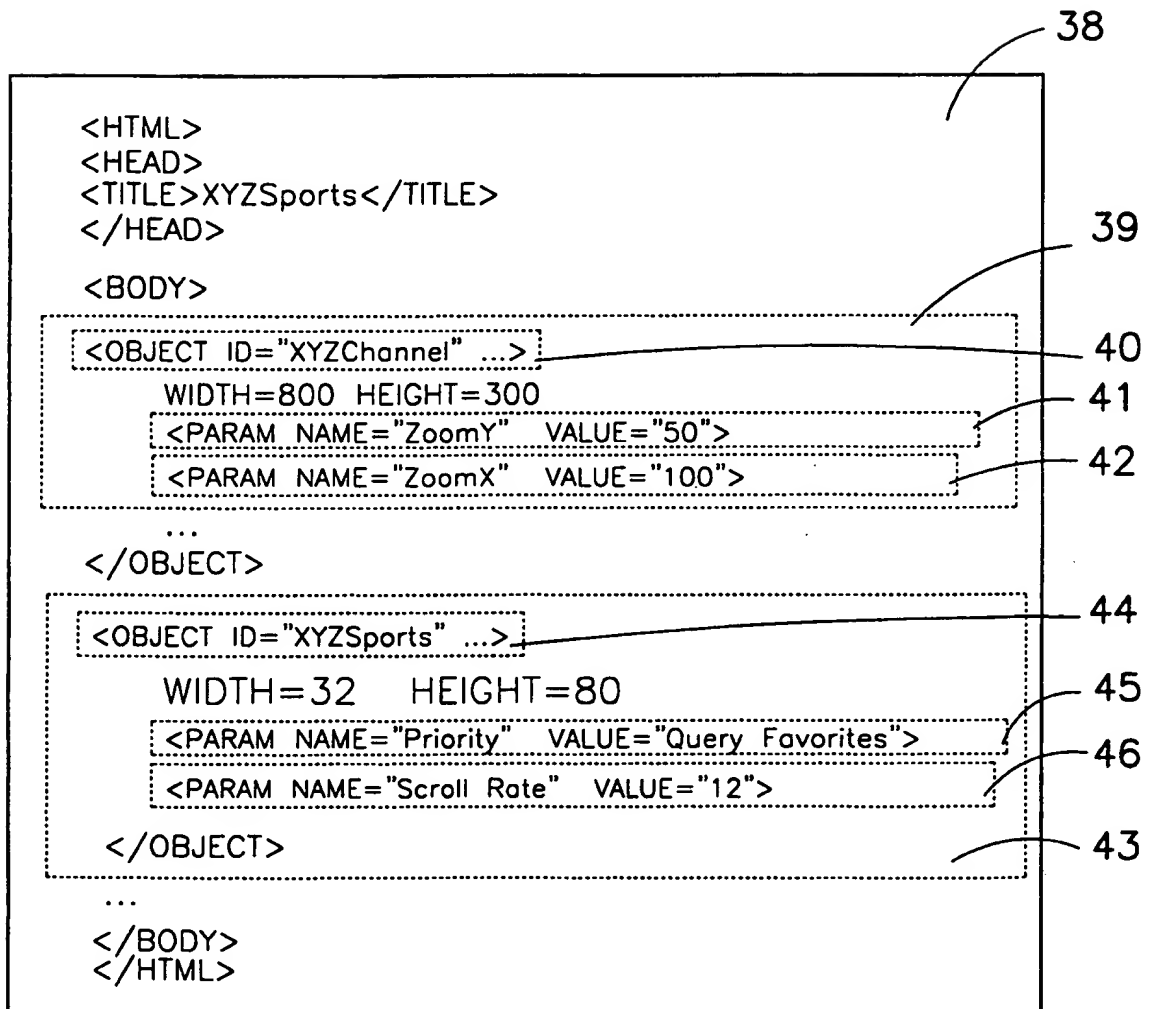 38
<HTML>
<HEAD>
<TITLE>XYZSports</TITLE>
</HEAD>
39
<BODY>
<OBJECT ID="XYZChannel" ...> 40
WIDTH=800 HEIGHT=300 41
<PARAM NAME="ZoomY" VALUE="50">
<PARAM NAME="ZoomX" VALUE="100"> 42
...
</OBJECT>
44
<OBJECT ID="XYZSports" ...>
WIDTH=32 HEIGHT=80 45
<PARAM NAME="Priority" VALUE="Query Favorites">
46
<PARAM NAME="Scroll Rate" VALUE="12">
</OBJECT> 43
...
</BODY>
</HTML>